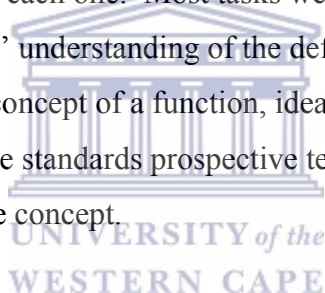 each one. Most tasks we
’ understanding of the def
concept of a function, idea
e standards prospective te
e concept.
UNIVERSITY of the
WESTERN CAPE